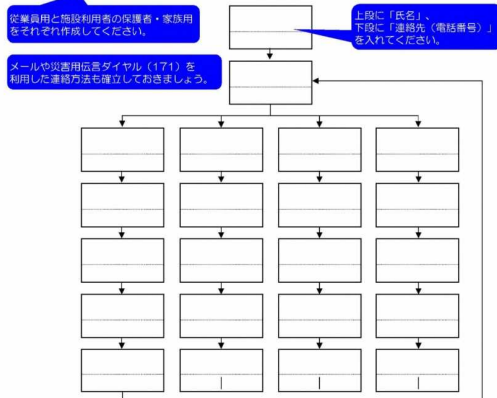 従業員用と施設利用者の保護者・家族用
をそれぞれ作成してください。
上段に「氏名」、
下段に「連絡先（電話番号）」
を入れてください。
メールや災害用伝言ダイヤル（171）を
利用した連絡方法も確立しておきましょう。